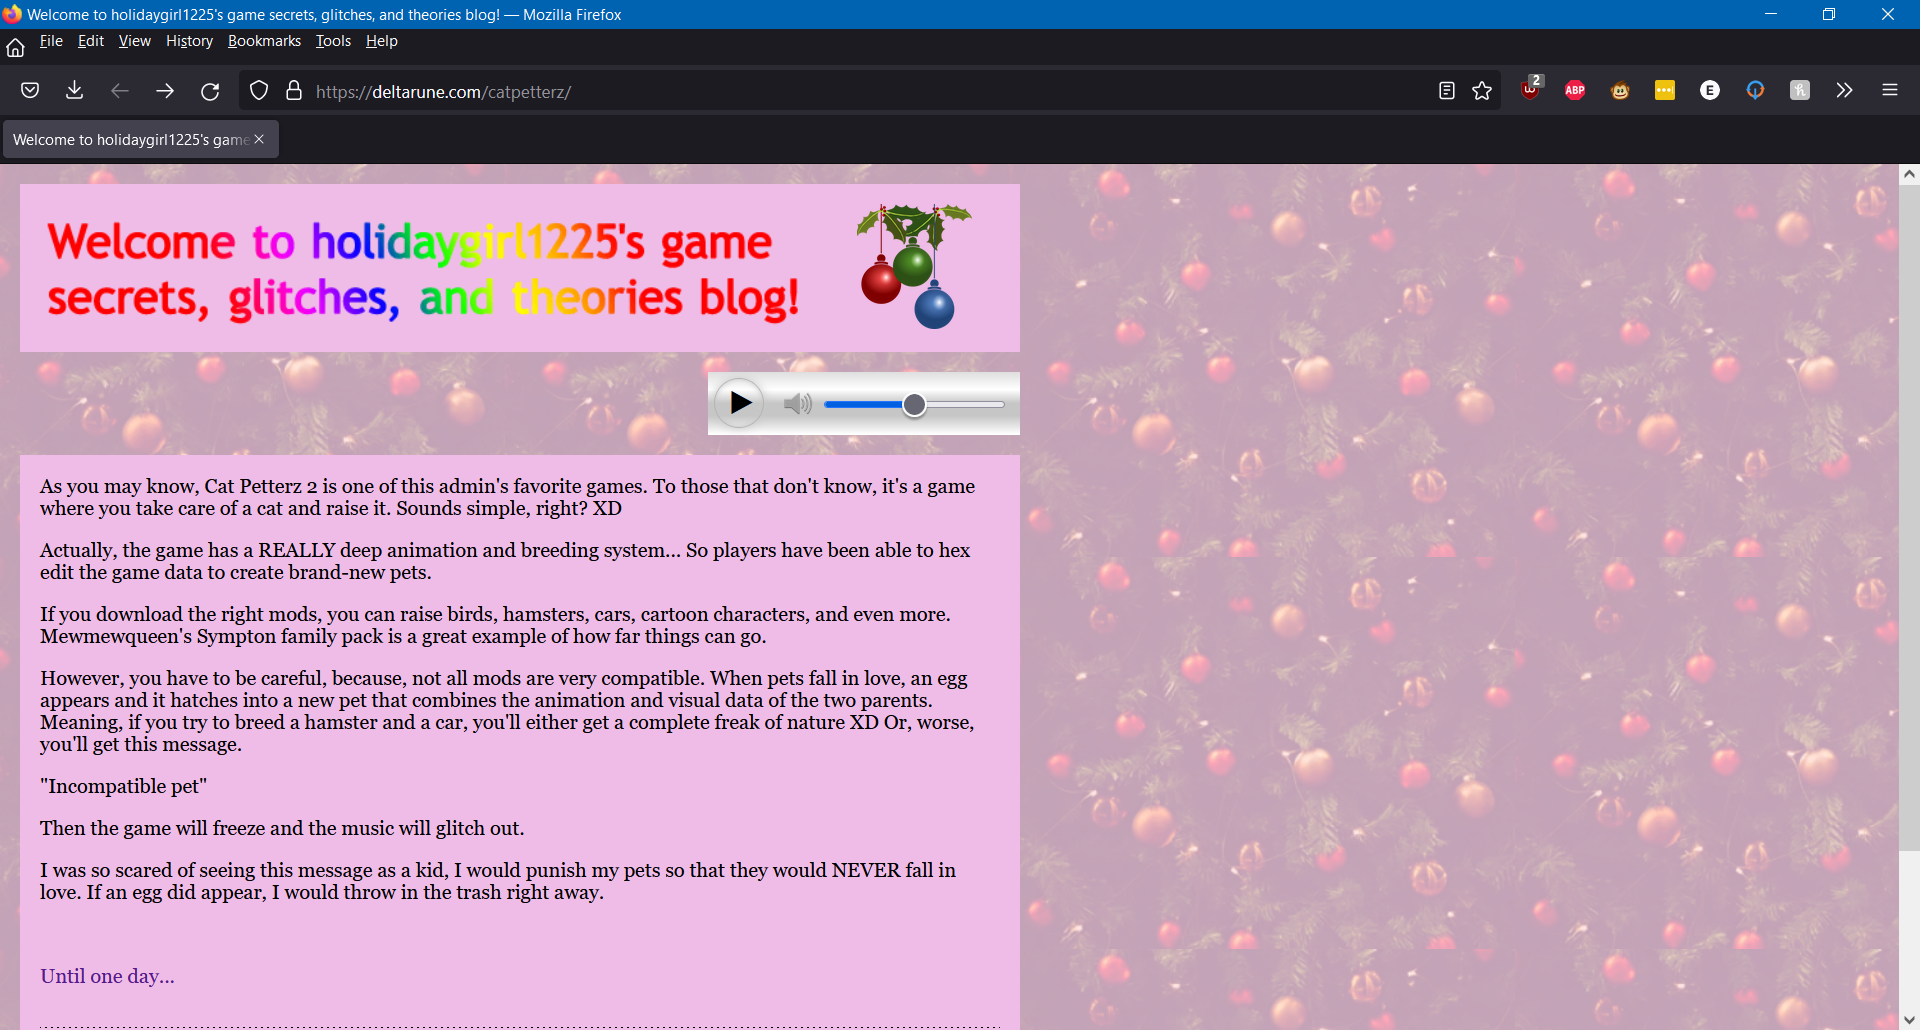 Welcome to holidaygirl1225's game secrets, glitches, and theories blog! — Mozilla Firefox
File Edit View History Bookmarks Tools Help
https://deltarune.com/catpetterz/
2
ABP
E
Welcome to holidaygirl1225's game
Welcome to holidaygirl1225's game
secrets, glitches, and theories blog!
As you may know, Cat Petterz 2 is one of this admin's favorite games. To those that don't know, it's a game
where you take care of a cat and raise it. Sounds simple, right? XD
Actually, the game has a REALLY deep animation and breeding system... So players have been able to hex
edit the game data to create brand-new pets.
If you download the right mods, you can raise birds, hamsters, cars, cartoon characters, and even more.
Mewmewqueen's Sympton family pack is a great example of how far things can go.
However, you have to be careful, because, not all mods are very compatible. When pets fall in love, an egg
appears and it hatches into a new pet that combines the animation and visual data of the two parents.
Meaning, if you try to breed a hamster and a car, you'll either get a complete freak of nature XD Or, worse,
you'll get this message.
"Incompatible pet"
Then the game will freeze and the music will glitch out.
I was so scared of seeing this message as a kid, I would punish my pets so that they would NEVER fall in
love. If an egg did appear, I would throw in the trash right away.
Until one day...